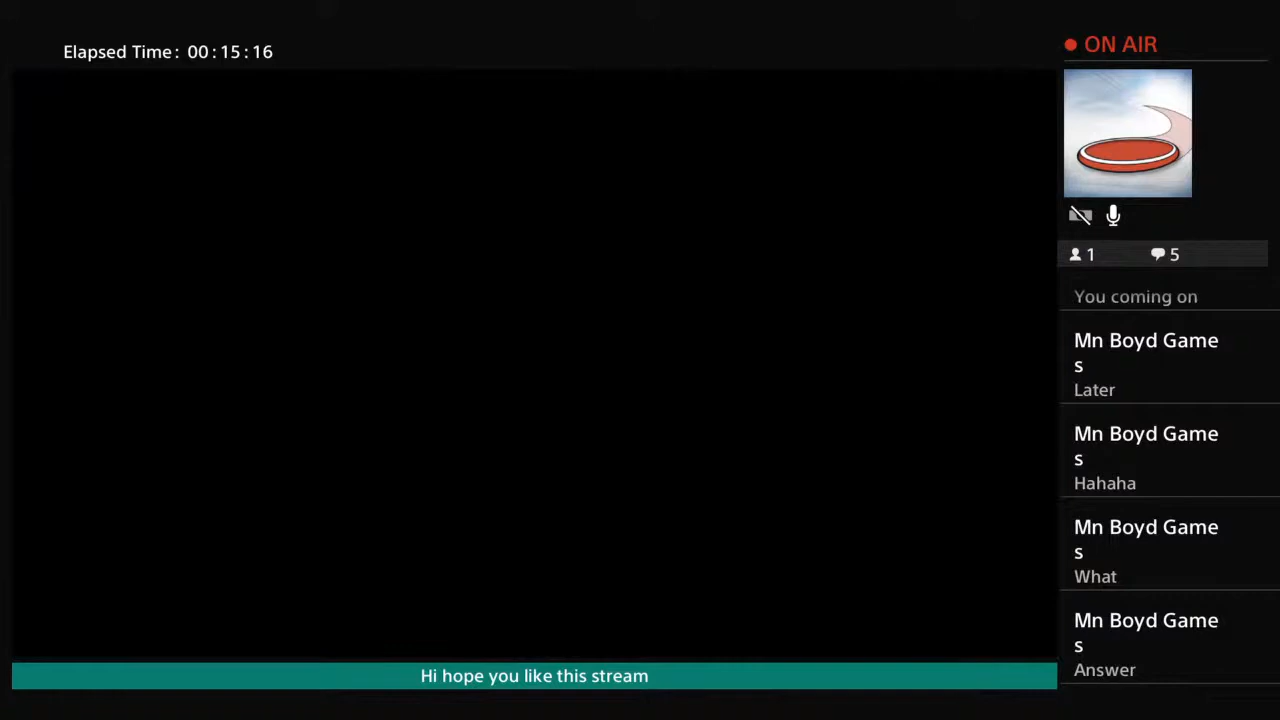 Elapsed Time: 00:15:16
ON AIR
1
5
You coming on
Mn Boyd Game
s
Later
Mn Boyd Game
s
Hahaha
Mn Boyd Game
s
What
Mn Boyd Game
s
Answer
Hi hope you like this stream